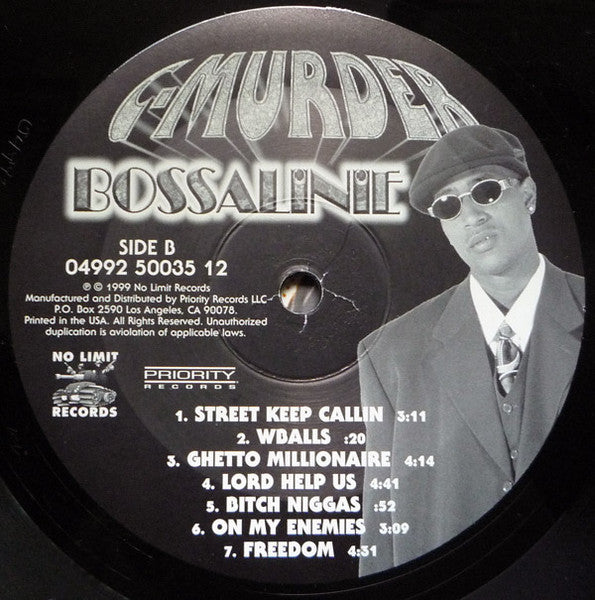 C-MURDER
BOSSALINIE
SIDE B
04992 50035 12
℗ © 1999 No Limit Records
Manufactured and Distributed by Priority Records LLC
P.O. Box 2590 Los Angeles, CA 90078.
Printed in the USA. All Rights Reserved. Unauthorized
duplication is aviolation of applicable laws.
NO LIMIT
RECORDS
PRIORITY
RECORDS
1. STREET KEEP CALLIN 3:11
2. WBALLS :20
3. GHETTO MILLIONAIRE 4:14
4. LORD HELP US 4:41
5. BITCH NIGGAS :52
6. ON MY ENEMIES 3:09
7. FREEDOM 4:31